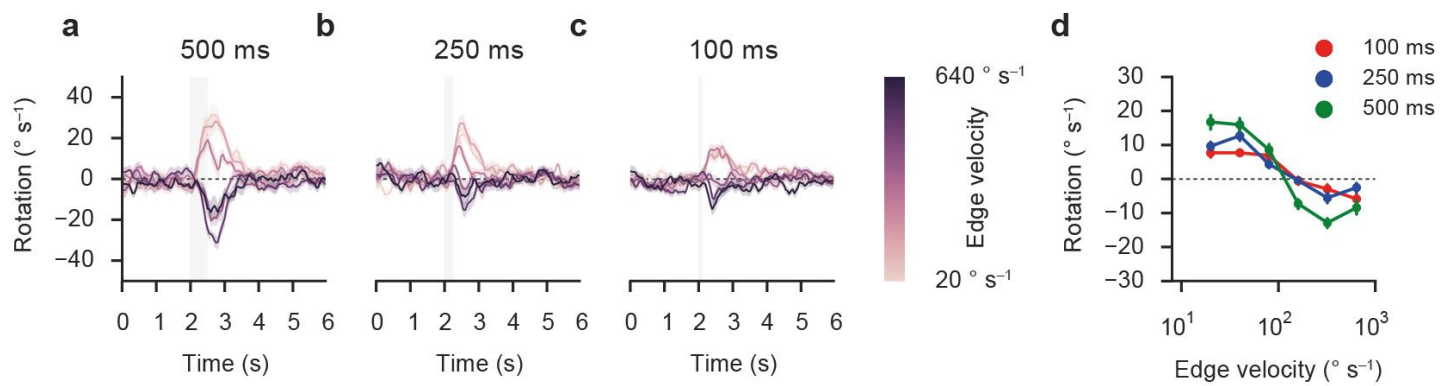 a
500 ms
Rotation (° s⁻¹)
40
20
0
−20
−40
0 1 2 3 4 5 6
Time (s)
b
250 ms
0 1 2 3 4 5 6
Time (s)
c
100 ms
0 1 2 3 4 5 6
Time (s)
640 ° s⁻¹
Edge velocity
20 ° s⁻¹
d
100 ms
250 ms
500 ms
Rotation (° s⁻¹)
30
20
10
0
−10
−20
−30
10¹ 10² 10³
Edge velocity (° s⁻¹)